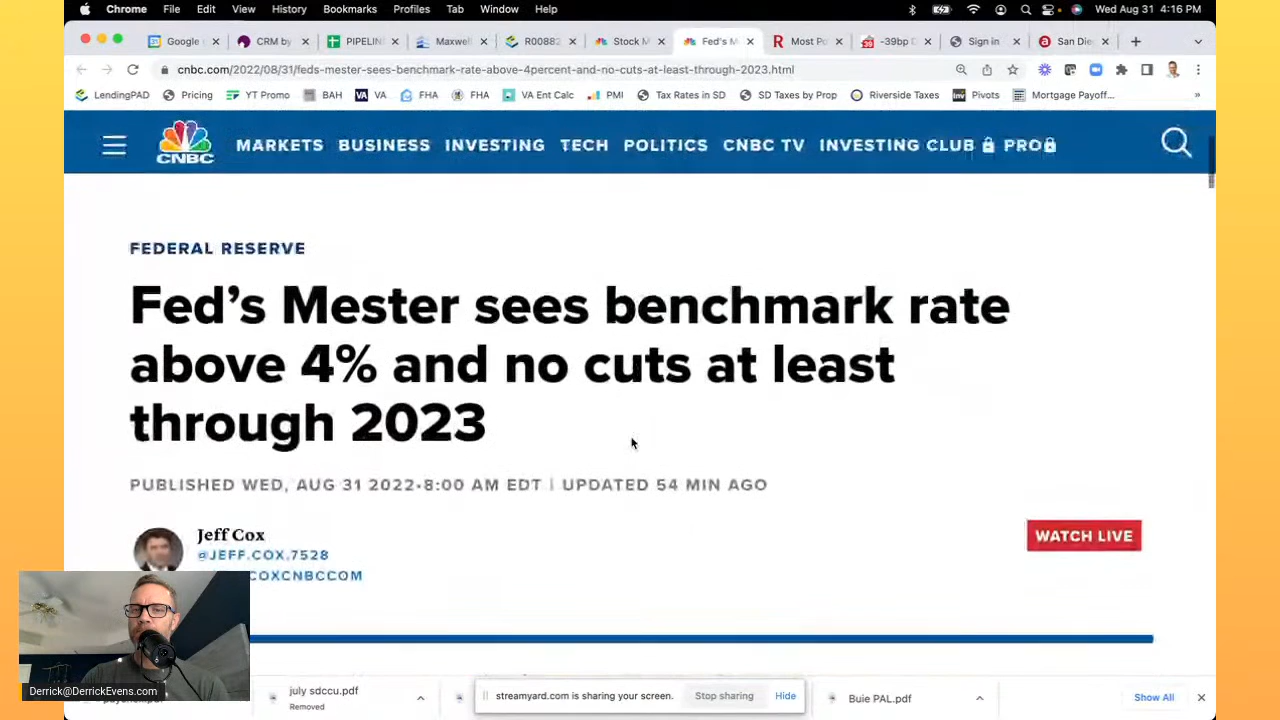 Chrome File Edit View History Bookmarks Profiles Tab Window Help Wed Aug 31 4:16 PM
Google CRM by PIPELIN Maxwell R0088 Stock M Fed's M Most Po -39bp D Sign in San Die
cnbc.com/2022/08/31/feds-mester-sees-benchmark-rate-above-4percent-and-no-cuts-at-least-through-2023.html
LendingPAD Pricing YT Promo BAH VA FHA FHA VA Ent Calc PMI Tax Rates in SD SD Taxes by Prop Riverside Taxes Pivots Mortgage Payoff... »
CNBC MARKETS BUSINESS INVESTING TECH POLITICS CNBC TV INVESTING CLUB PRO
FEDERAL RESERVE
Fed's Mester sees benchmark rate
above 4% and no cuts at least
through 2023
PUBLISHED WED, AUG 31 2022•8:00 AM EDT | UPDATED 54 MIN AGO
Jeff Cox
@JEFF.COX.7528
COXCNBCCOM
WATCH LIVE
Derrick@DerrickEvens.com
july sdccu.pdf
Removed
streamyard.com is sharing your screen. Stop sharing Hide
Buie PAL.pdf
Show All